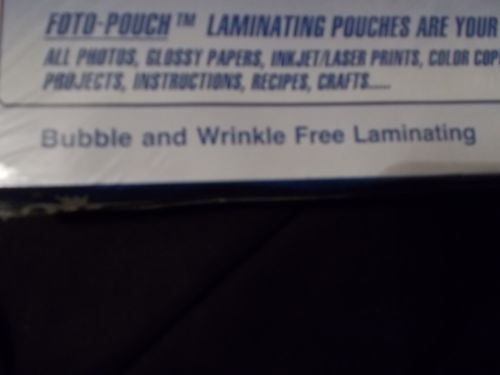 FOTO-POUCH™ LAMINATING POUCHES ARE YOUR
ALL PHOTOS, GLOSSY PAPERS, INKJET/LASER PRINTS, COLOR COP
PROJECTS, INSTRUCTIONS, RECIPES, CRAFTS.....
Bubble and Wrinkle Free Laminating